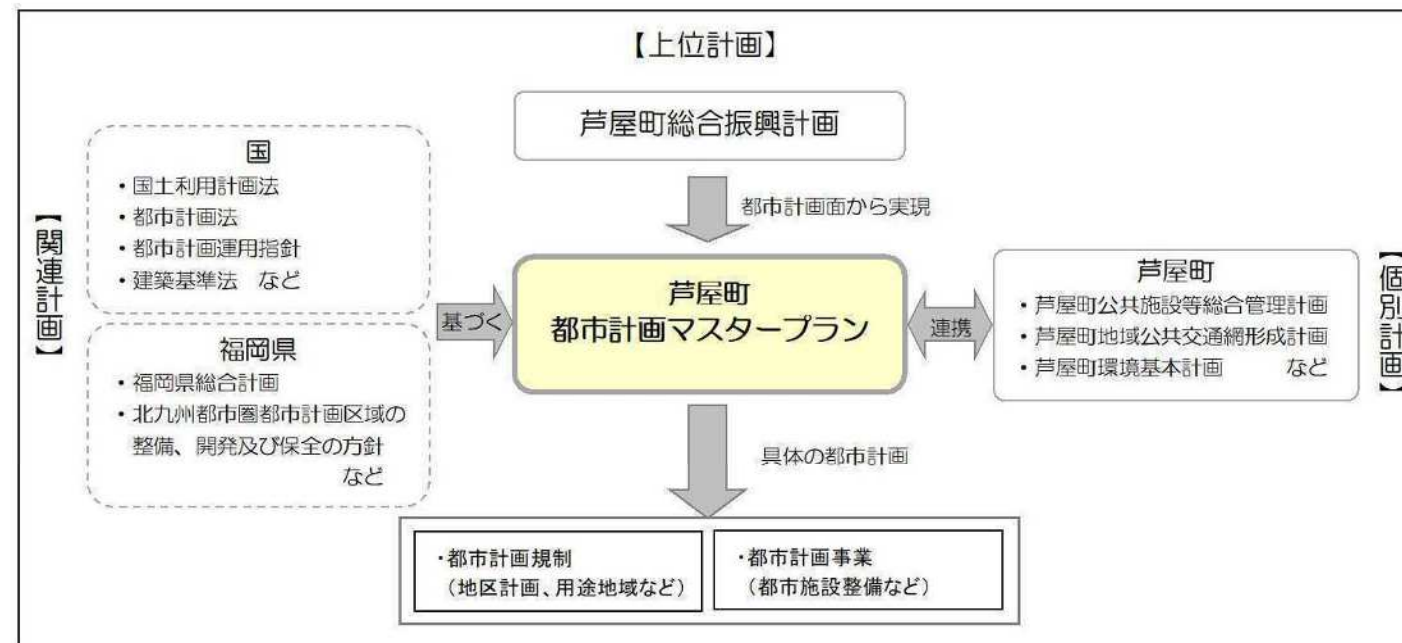 【上位計画】
芦屋町総合振興計画
都市計画面から実現
【関連計画】
国
・国土利用計画法
・都市計画法
・都市計画運用指針
・建築基準法　など
福岡県
・福岡県総合計画
・北九州都市圏都市計画区域の
整備、開発及び保全の方針
など
基づく
芦屋町
都市計画マスタープラン
連携
芦屋町
・芦屋町公共施設等総合管理計画
・芦屋町地域公共交通網形成計画
・芦屋町環境基本計画　　など
【個別計画】
具体の都市計画
・都市計画規制
（地区計画、用途地域など）
・都市計画事業
（都市施設整備など）